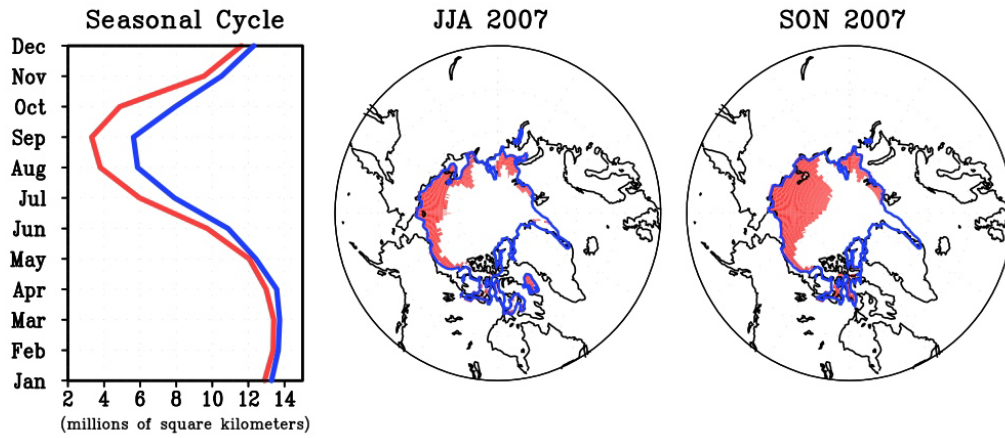 Seasonal Cycle
Dec
Nov
Oct
Sep
Aug
Jul
Jun
May
Apr
Mar
Feb
Jan
2 4 6 8 10 12 14
(millions of square kilometers)
JJA 2007
SON 2007